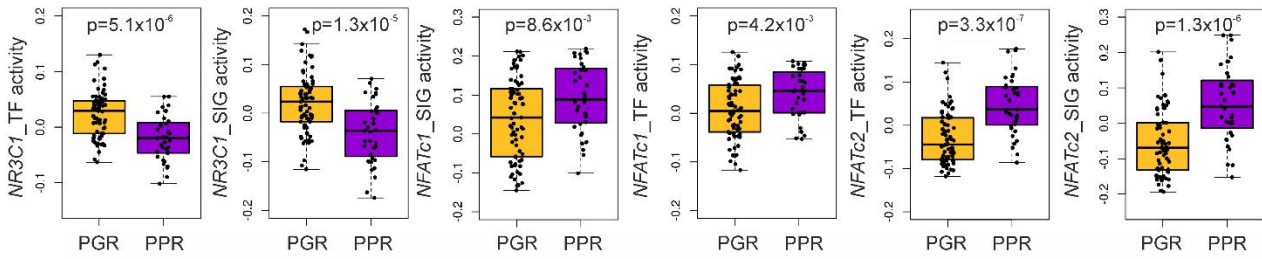 NR3C1_TF activity
p=5.1x10-6
0.2
0.1
0.0
-0.1
PGR PPR
NR3C1_SIG activity
p=1.3x10-5
0.2
0.1
0.0
-0.1
-0.2
PGR PPR
NFATc1_SIG activity
p=8.6x10-3
0.3
0.2
0.1
0.0
-0.1
-0.2
PGR PPR
NFATc1_TF activity
p=4.2x10-3
0.2
0.1
0.0
-0.1
-0.2
PGR PPR
NFATc2_TF activity
p=3.3x10-7
0.2
0.1
0.0
-0.1
-0.2
PGR PPR
NFATc2_SIG activity
p=1.3x10-6
0.3
0.2
0.1
0.0
-0.1
-0.2
PGR PPR